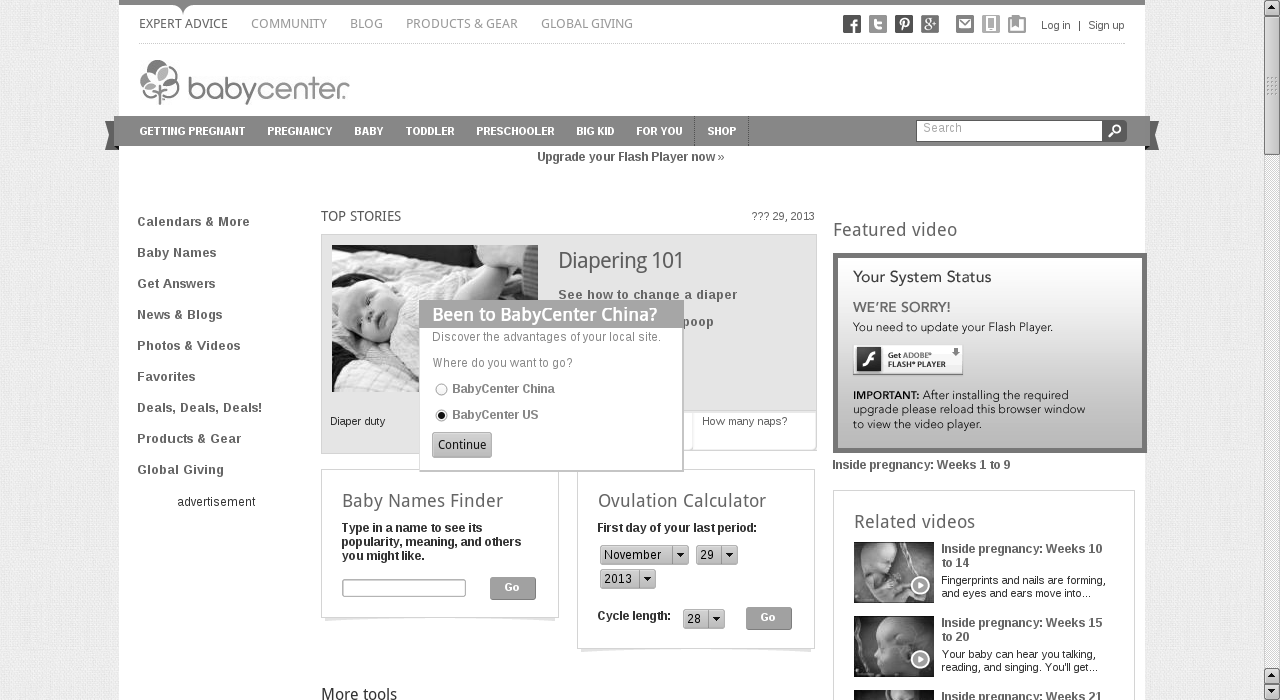 EXPERT ADVICE COMMUNITY BLOG PRODUCTS & GEAR GLOBAL GIVING
Log in | Sign up
babycenter.
GETTING PREGNANT PREGNANCY BABY TODDLER PRESCHOOLER BIG KID FOR YOU SHOP
Search
Upgrade your Flash Player now »
Calendars & More
Baby Names
Get Answers
News & Blogs
Photos & Videos
Favorites
Deals, Deals, Deals!
Products & Gear
Global Giving
advertisement
TOP STORIES
??? 29, 2013
Diapering 101
See how to change a diaper
poop
Diaper duty
How many naps?
Been to BabyCenter China?
Discover the advantages of your local site.
Where do you want to go?
BabyCenter China
BabyCenter US
Continue
Baby Names Finder
Type in a name to see its
popularity, meaning, and others
you might like.
Go
Ovulation Calculator
First day of your last period:
November 29
2013
Cycle length: 28 Go
More tools
Featured video
Your System Status
WE'RE SORRY!
You need to update your Flash Player.
Get ADOBE®
FLASH® PLAYER
IMPORTANT: After installing the required
upgrade please reload this browser window
to view the video player.
Inside pregnancy: Weeks 1 to 9
Related videos
Inside pregnancy: Weeks 10
to 14
Fingerprints and nails are forming,
and eyes and ears move into...
Inside pregnancy: Weeks 15
to 20
Your baby can hear you talking,
reading, and singing. You'll get...
Inside pregnancy: Weeks 21